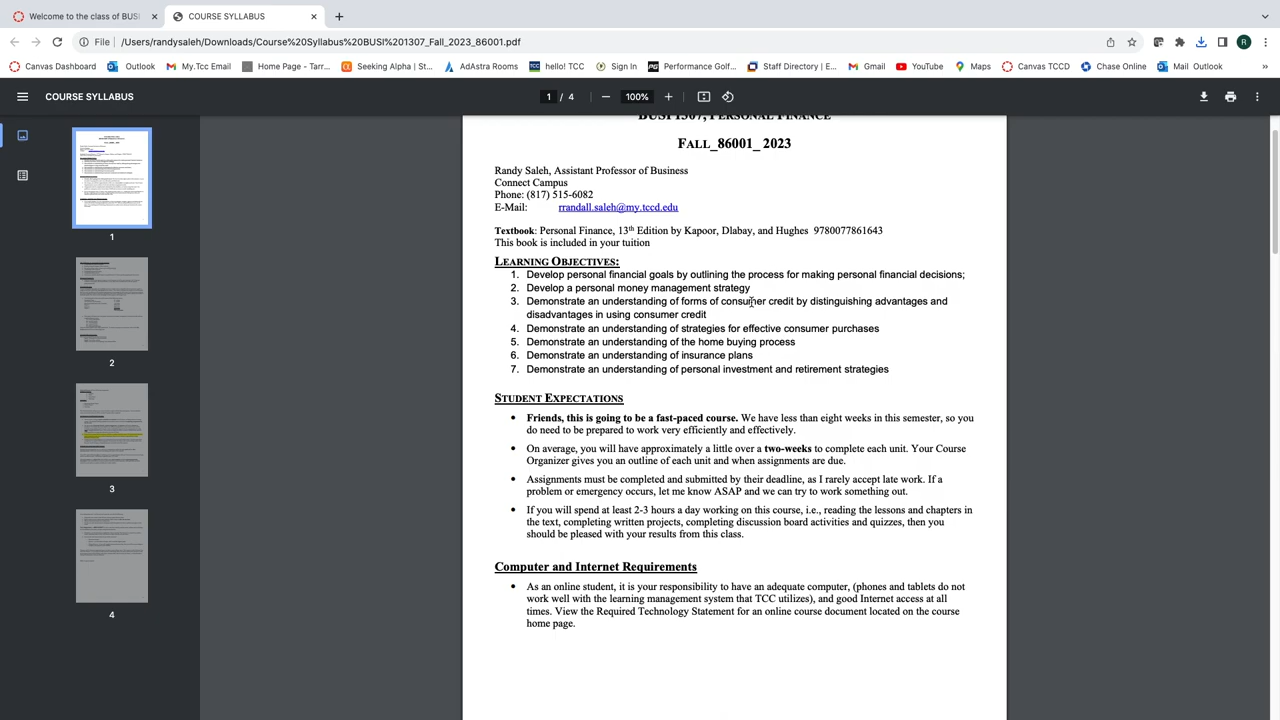 Welcome to the class of BUSI
COURSE SYLLABUS
File
/Users/randysaleh/Downloads/Course%20Syllabus%20BUSI%201307_Fall_2023_86001.pdf
R
Canvas Dashboard
Outlook
My.Tcc Email
Home Page - Tarr...
Seeking Alpha | St...
AdAstra Rooms
TCC
hello! TCC
Sign In
Performance Golf...
Staff Directory | E...
Gmail
YouTube
Maps
Canvas TCCD
Chase Online
Mail Outlook
»
COURSE SYLLABUS
1 / 4
100%
1
2
3
4
BUSI 1307, PERSONAL FINANCE
FALL_86001_ 2023
Randy Saleh, Assistant Professor of Business
Connect Campus
Phone: (817) 515-6082
E-Mail: rrandall.saleh@my.tccd.edu
Textbook: Personal Finance, 13th Edition by Kapoor, Dlabay, and Hughes 9780077861643
This book is included in your tuition
LEARNING OBJECTIVES:
1. Develop personal financial goals by outlining the process for making personal financial decisions;
2. Develop a personal money management strategy
3. Demonstrate an understanding of forms of consumer credit by distinguishing advantages and
disadvantages in using consumer credit
4. Demonstrate an understanding of strategies for effective consumer purchases
5. Demonstrate an understanding of the home buying process
6. Demonstrate an understanding of insurance plans
7. Demonstrate an understanding of personal investment and retirement strategies
STUDENT EXPECTATIONS
• Friends, this is going to be a fast-paced course. We have less than eight weeks in this semester, so you
do need to be prepared to work very efficiently and effectively.
• On average, you will have approximately a little over a two-weeks to complete each unit. Your Course
Organizer gives you an outline of each unit and when assignments are due.
• Assignments must be completed and submitted by their deadline, as I rarely accept late work. If a
problem or emergency occurs, let me know ASAP and we can try to work something out.
• If you will spend at least 2-3 hours a day working on this course, i.e., reading the lessons and chapters in
the text, completing written projects, completing discussion board activities and quizzes, then you
should be pleased with your results from this class.
Computer and Internet Requirements
• As an online student, it is your responsibility to have an adequate computer, (phones and tablets do not
work well with the learning management system that TCC utilizes), and good Internet access at all
times. View the Required Technology Statement for an online course document located on the course
home page.